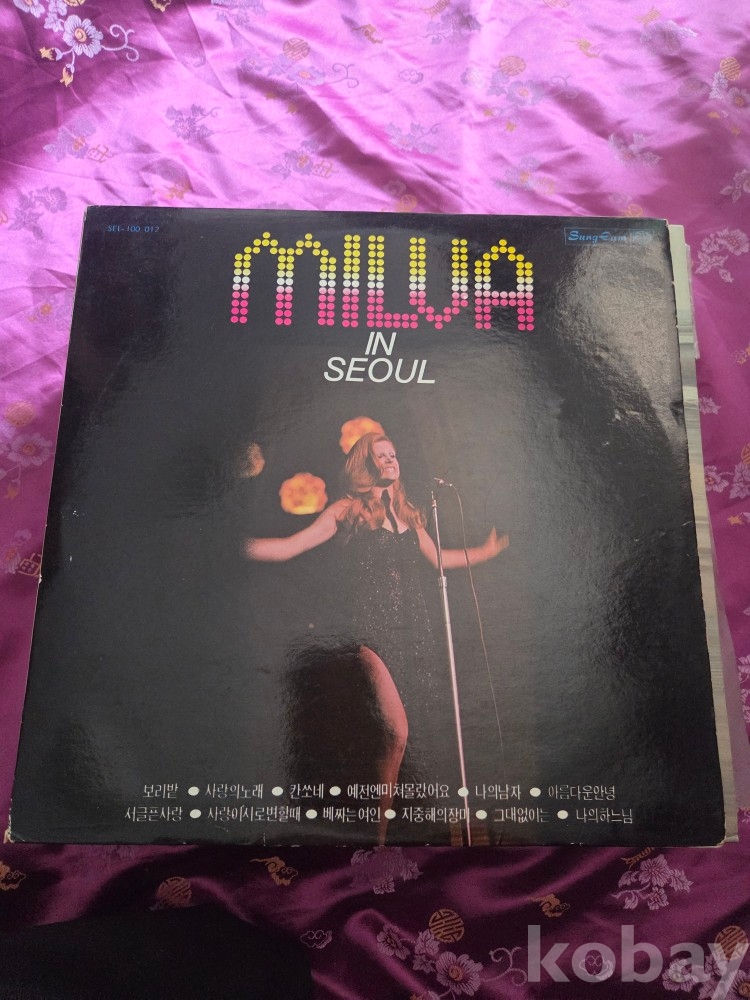 SEL-100 017
Sung Eum
MILVA
IN
SEOUL
보리밭 ● 사랑의노래 ● 칸쏘네 ● 예전엔미처몰랐어요 ● 나의남자 ● 아름다운안녕
서글픈사랑 ● 사랑이시로변할때 ● 베짜는여인 ● 지중해의장미 ● 그대없이는 ● 나의하느님
kobay